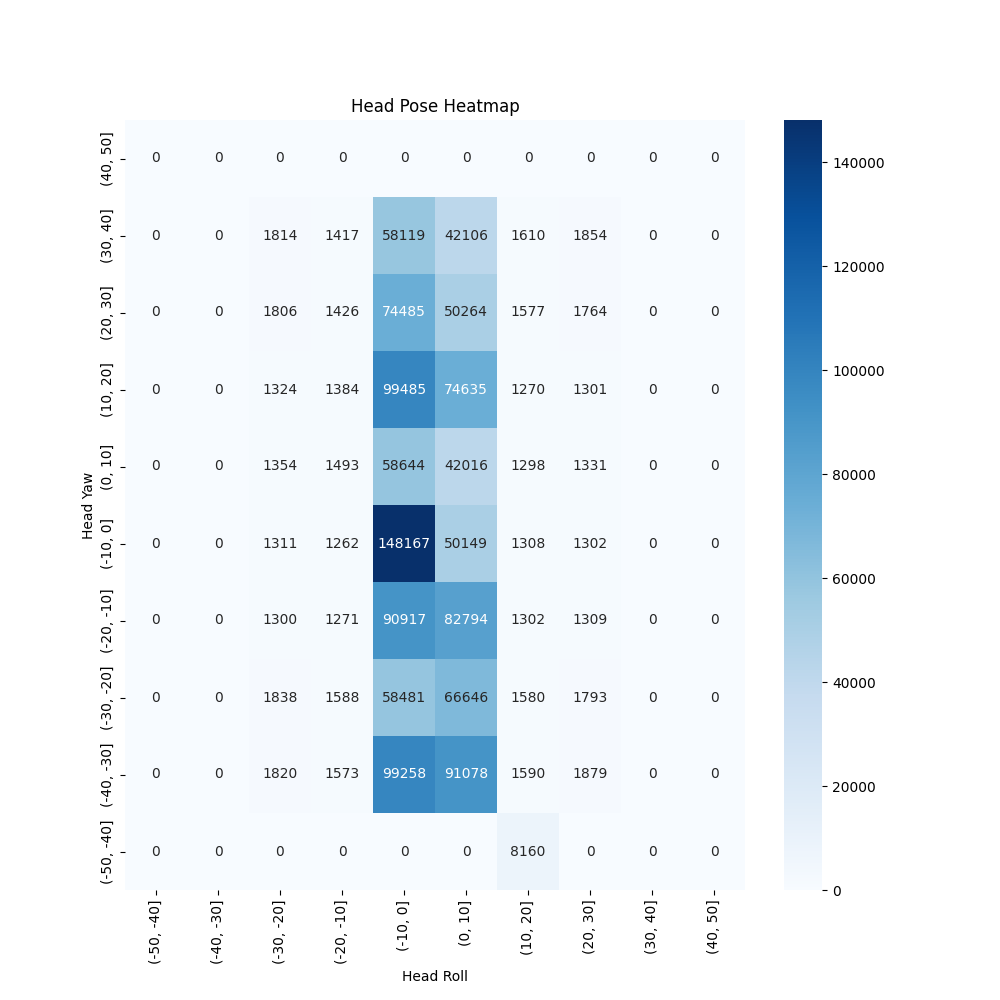 Head Pose Heatmap
(40, 50] 0 0 0 0 0 0 0 0 0 0
(30, 40] 0 0 1814 1417 58119 42106 1610 1854 0 0
(20, 30] 0 0 1806 1426 74485 50264 1577 1764 0 0
(10, 20] 0 0 1324 1384 99485 74635 1270 1301 0 0
(0, 10] 0 0 1354 1493 58644 42016 1298 1331 0 0
(-10, 0] 0 0 1311 1262 148167 50149 1308 1302 0 0
(-20, -10] 0 0 1300 1271 90917 82794 1302 1309 0 0
(-30, -20] 0 0 1838 1588 58481 66646 1580 1793 0 0
(-40, -30] 0 0 1820 1573 99258 91078 1590 1879 0 0
(-50, -40] 0 0 0 0 0 0 8160 0 0 0
Head Yaw
(-50, -40] (-40, -30] (-30, -20] (-20, -10] (-10, 0] (0, 10] (10, 20] (20, 30] (30, 40] (40, 50]
Head Roll
140000
120000
100000
80000
60000
40000
20000
0